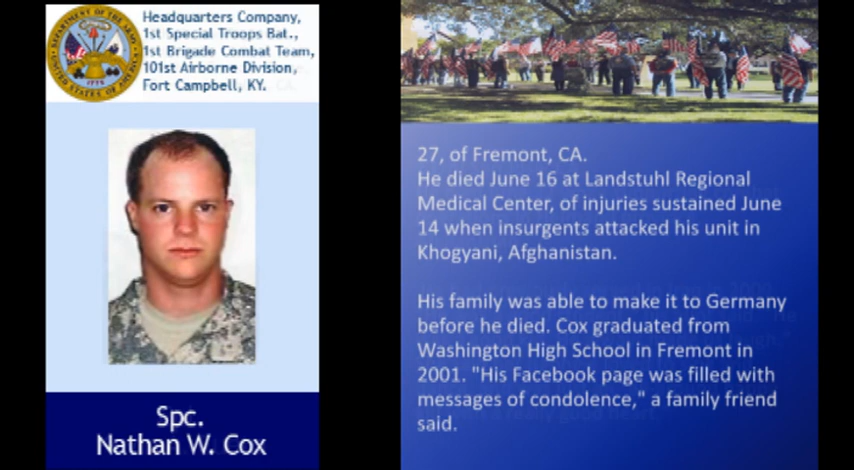 Headquarters Company,
1st Special Troops Bat.,
1st Brigade Combat Team,
101st Airborne Division,
Fort Campbell, KY.
Spc.
Nathan W. Cox
27, of Fremont, CA.
He died June 16 at Landstuhl Regional
Medical Center, of injuries sustained June
14 when insurgents attacked his unit in
Khogyani, Afghanistan.
His family was able to make it to Germany
before he died. Cox graduated from
Washington High School in Fremont in
2001. "His Facebook page was filled with
messages of condolence," a family friend
said.